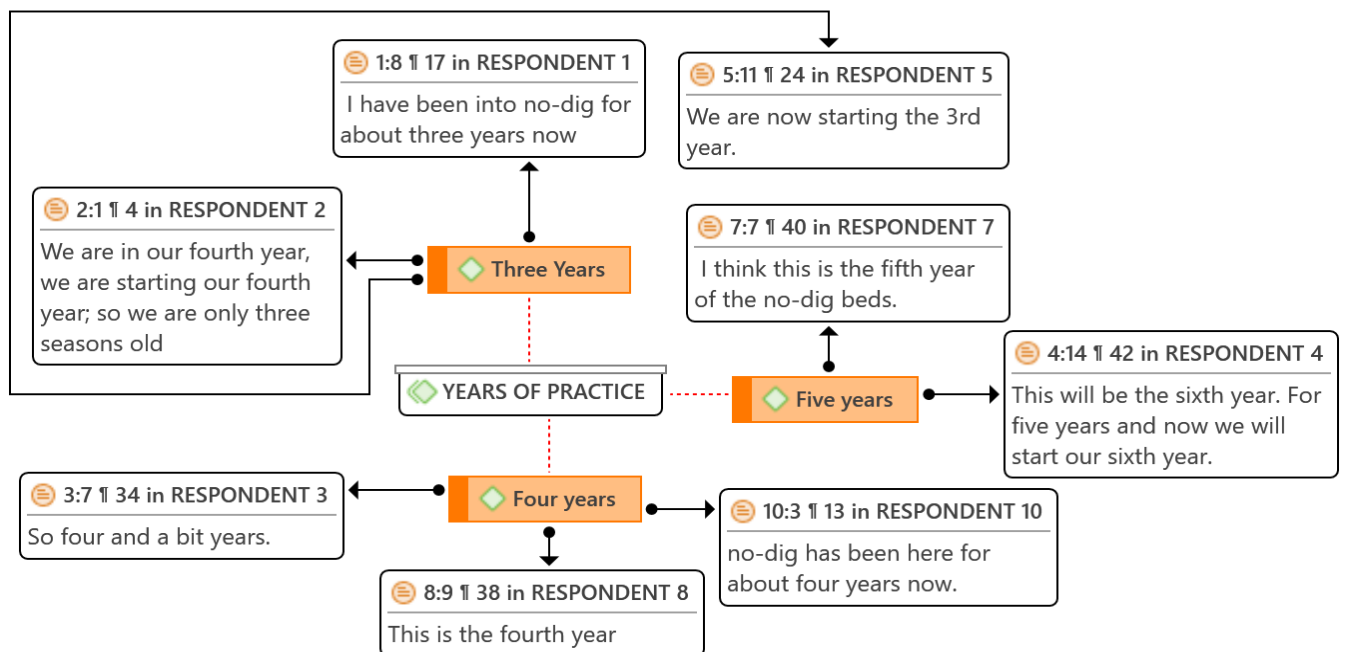 1:8 ¶ 17 in RESPONDENT 1
I have been into no-dig for
about three years now
5:11 ¶ 24 in RESPONDENT 5
We are now starting the 3rd
year.
2:1 ¶ 4 in RESPONDENT 2
We are in our fourth year,
we are starting our fourth
year; so we are only three
seasons old
7:7 ¶ 40 in RESPONDENT 7
I think this is the fifth year
of the no-dig beds.
Three Years
4:14 ¶ 42 in RESPONDENT 4
This will be the sixth year. For
five years and now we will
start our sixth year.
YEARS OF PRACTICE
Five years
3:7 ¶ 34 in RESPONDENT 3
So four and a bit years.
Four years
10:3 ¶ 13 in RESPONDENT 10
no-dig has been here for
about four years now.
8:9 ¶ 38 in RESPONDENT 8
This is the fourth year